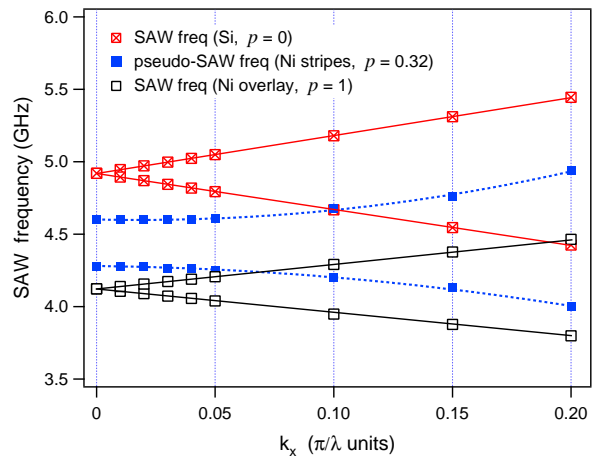 6.0
5.5
5.0
4.5
4.0
3.5
SAW frequency (GHz)
SAW freq (Si, p = 0)
pseudo-SAW freq (Ni stripes, p = 0.32)
SAW freq (Ni overlay, p = 1)
0 0.05 0.10 0.15 0.20
k_x (π/λ units)